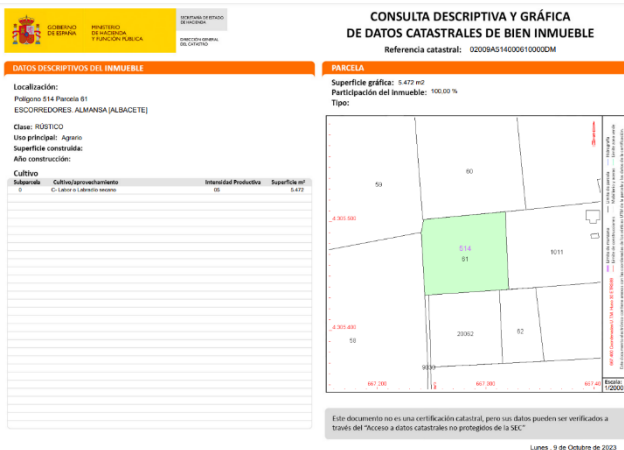 GOBIERNO
DE ESPAÑA
MINISTERIO
DE HACIENDA
Y FUNCIÓN PÚBLICA
SECRETARÍA DE ESTADO
DE HACIENDA
DIRECCIÓN GENERAL
DEL CATASTRO
CONSULTA DESCRIPTIVA Y GRÁFICA
DE DATOS CATASTRALES DE BIEN INMUEBLE
Referencia catastral: 02009A514000610000DM
DATOS DESCRIPTIVOS DEL INMUEBLE
Localización:
Polígono 514 Parcela 61
ESCORREDORES. ALMANSA [ALBACETE]
Clase: RÚSTICO
Uso principal: Agrario
Superficie construida:
Año construcción:
Cultivo
Subparcela Cultivo/aprovechamiento Intensidad Productiva Superficie m²
0 C- Labor o Labradío secano 05 5.472
PARCELA
Superficie gráfica: 5.472 m2
Participación del inmueble: 100,00 %
Tipo:
60
59
4.301.500
514
61
1011
4.301.400
58
20062
62
667.200
667.300
667.40
Escala:
1/2000
Este documento no es una certificación catastral, pero sus datos pueden ser verificados a
través del "Acceso a datos catastrales no protegidos de la SEC"
Lunes , 9 de Octubre de 2023